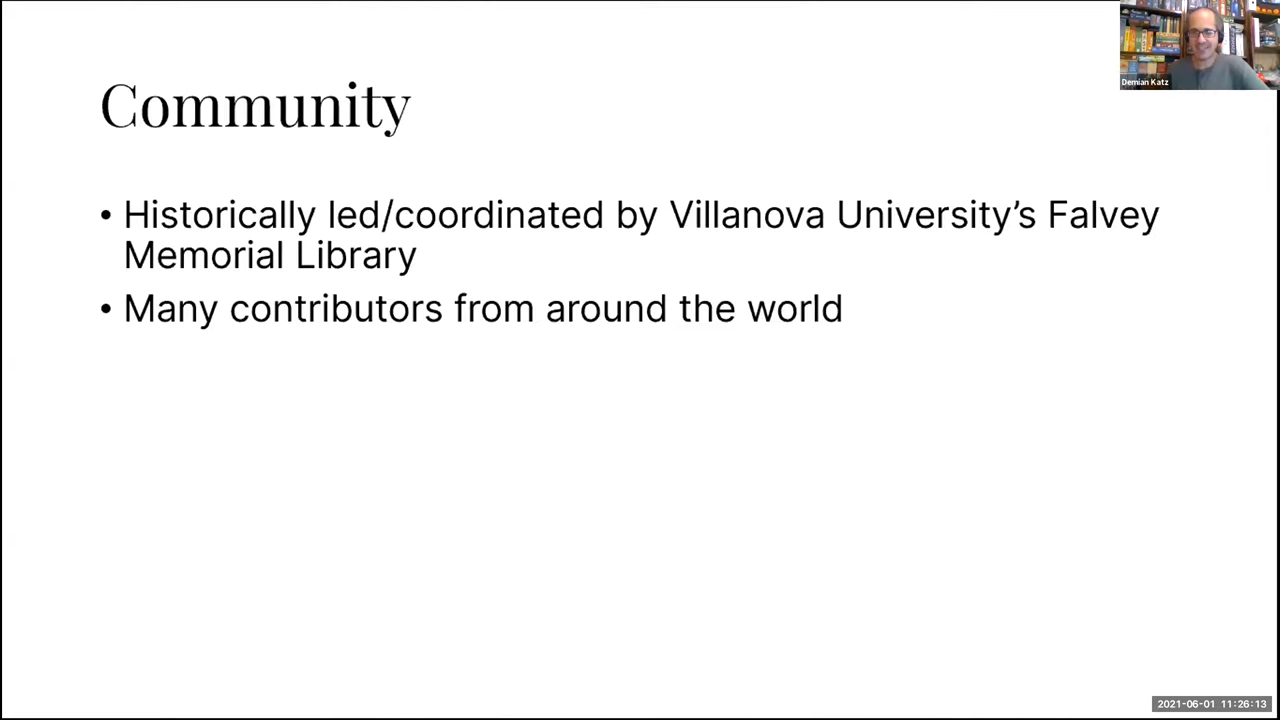 Demian Katz
Community
• Historically led/coordinated by Villanova University’s Falvey
Memorial Library
• Many contributors from around the world
2021-06-01 11:26:13